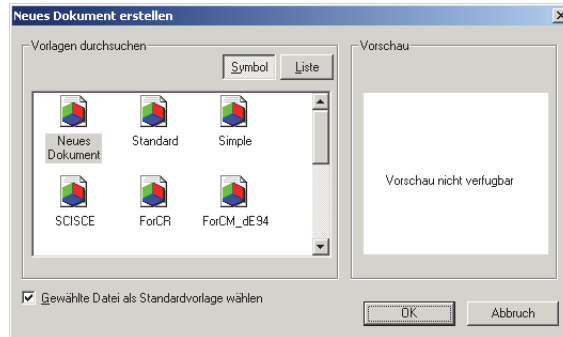 Neues Dokument erstellen
Vorlagen durchsuchen
Symbol Liste
Neues
Dokument
Standard
Simple
SCISCE
ForCR
ForCM_dE94
Gewählte Datei als Standardvorlage wählen
Vorschau
Vorschau nicht verfugbar
OK Abbruch